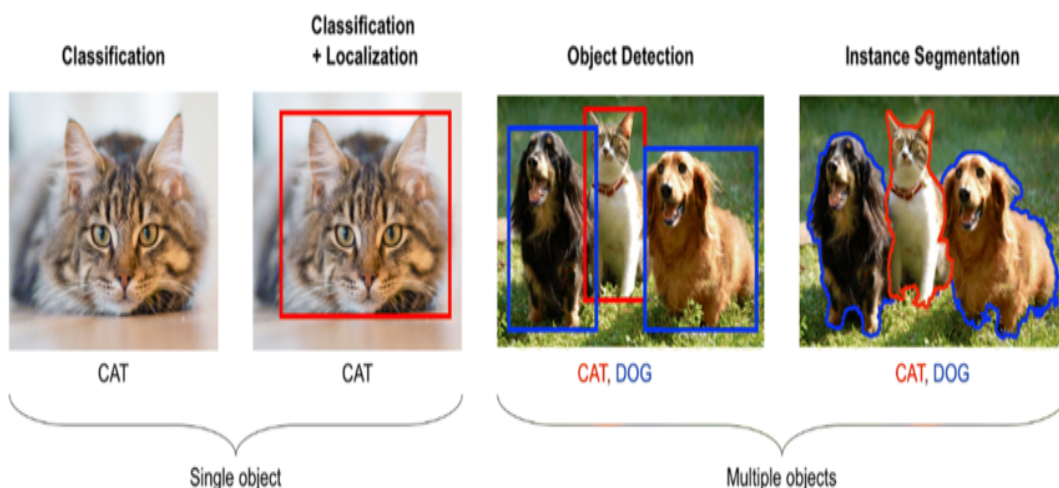 Classification
Classification
+ Localization
Object Detection
Instance Segmentation
CAT
CAT
CAT, DOG
CAT, DOG
Single object
Multiple objects